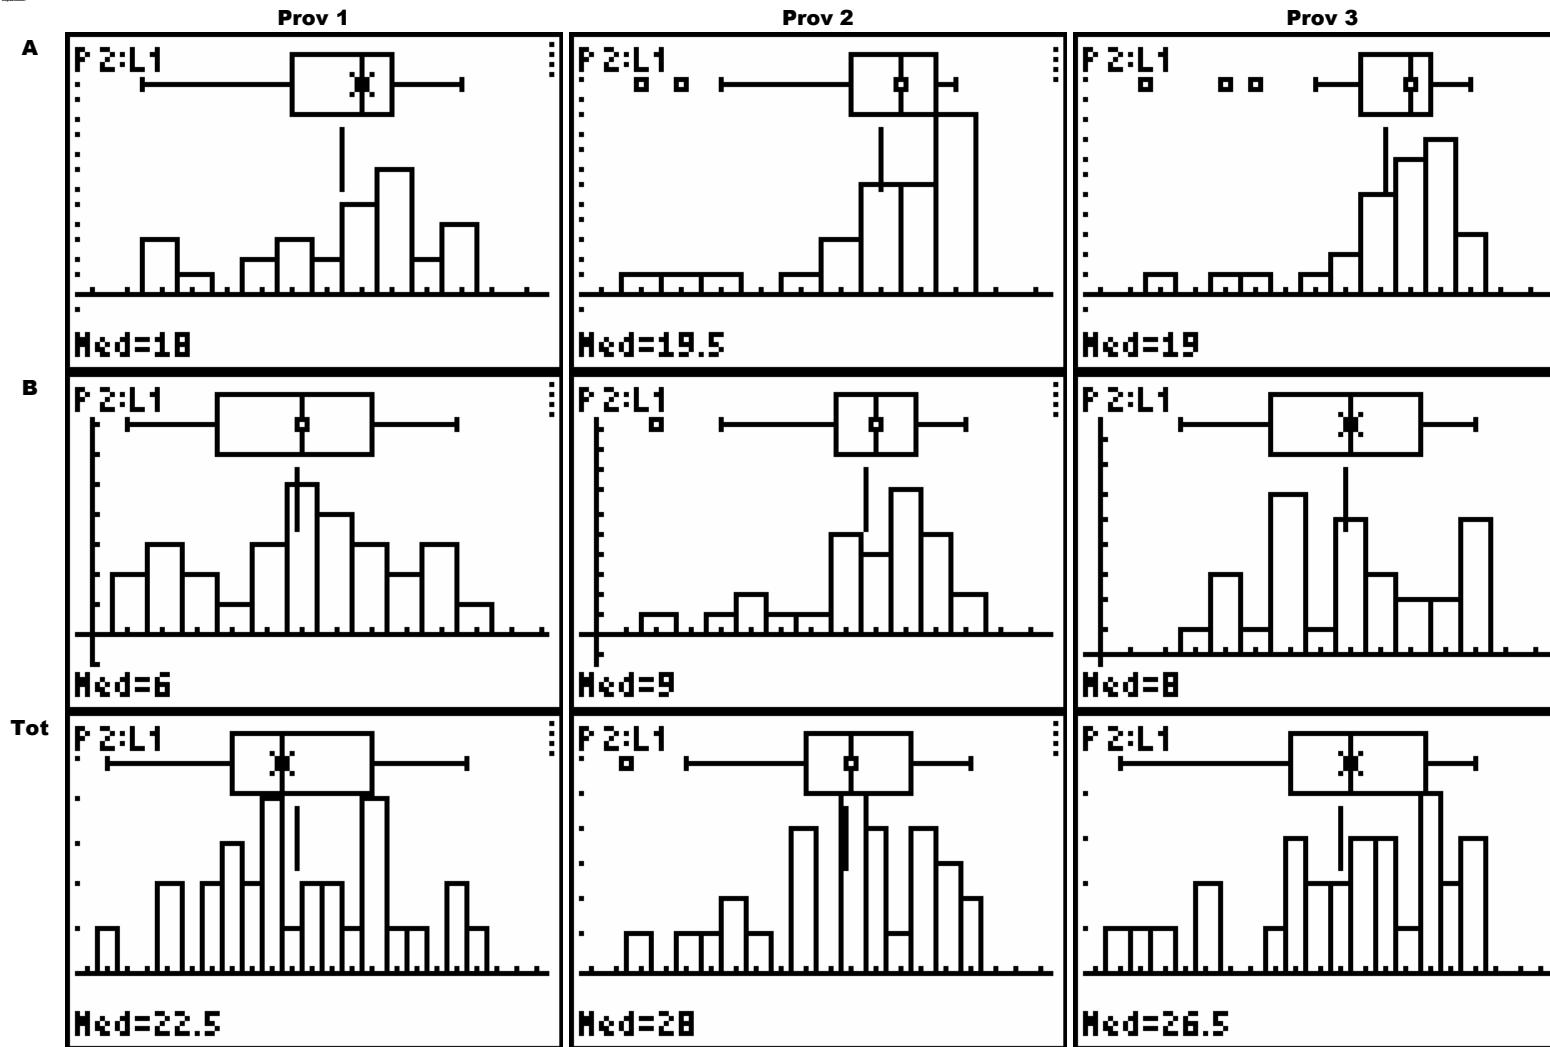 Prov 1 Prov 2 Prov 3
A
P2:L1 P2:L1 P2:L1
Med=18 Med=19.5 Med=19
B
P2:L1 P2:L1 P2:L1
Med=6 Med=9 Med=8
Tot
P2:L1 P2:L1 P2:L1
Med=22.5 Med=28 Med=26.5